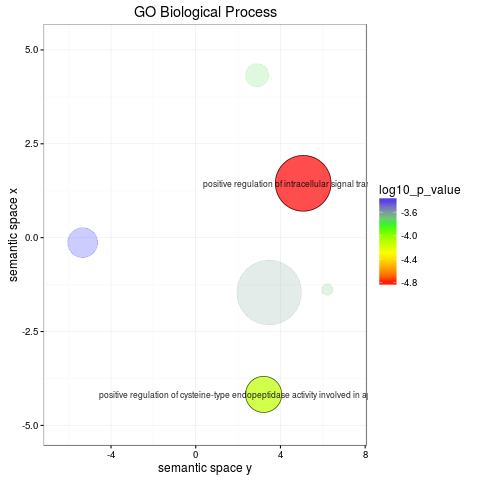 GO Biological Process
5.0
2.5
0.0
-2.5
-5.0
semantic space x
positive regulation of intracellular signal tra
positive regulation of cysteine-type endopeptidase activity involved in a
-4
0
4
8
semantic space y
log10_p_value
-3.6
-4.0
-4.4
-4.8